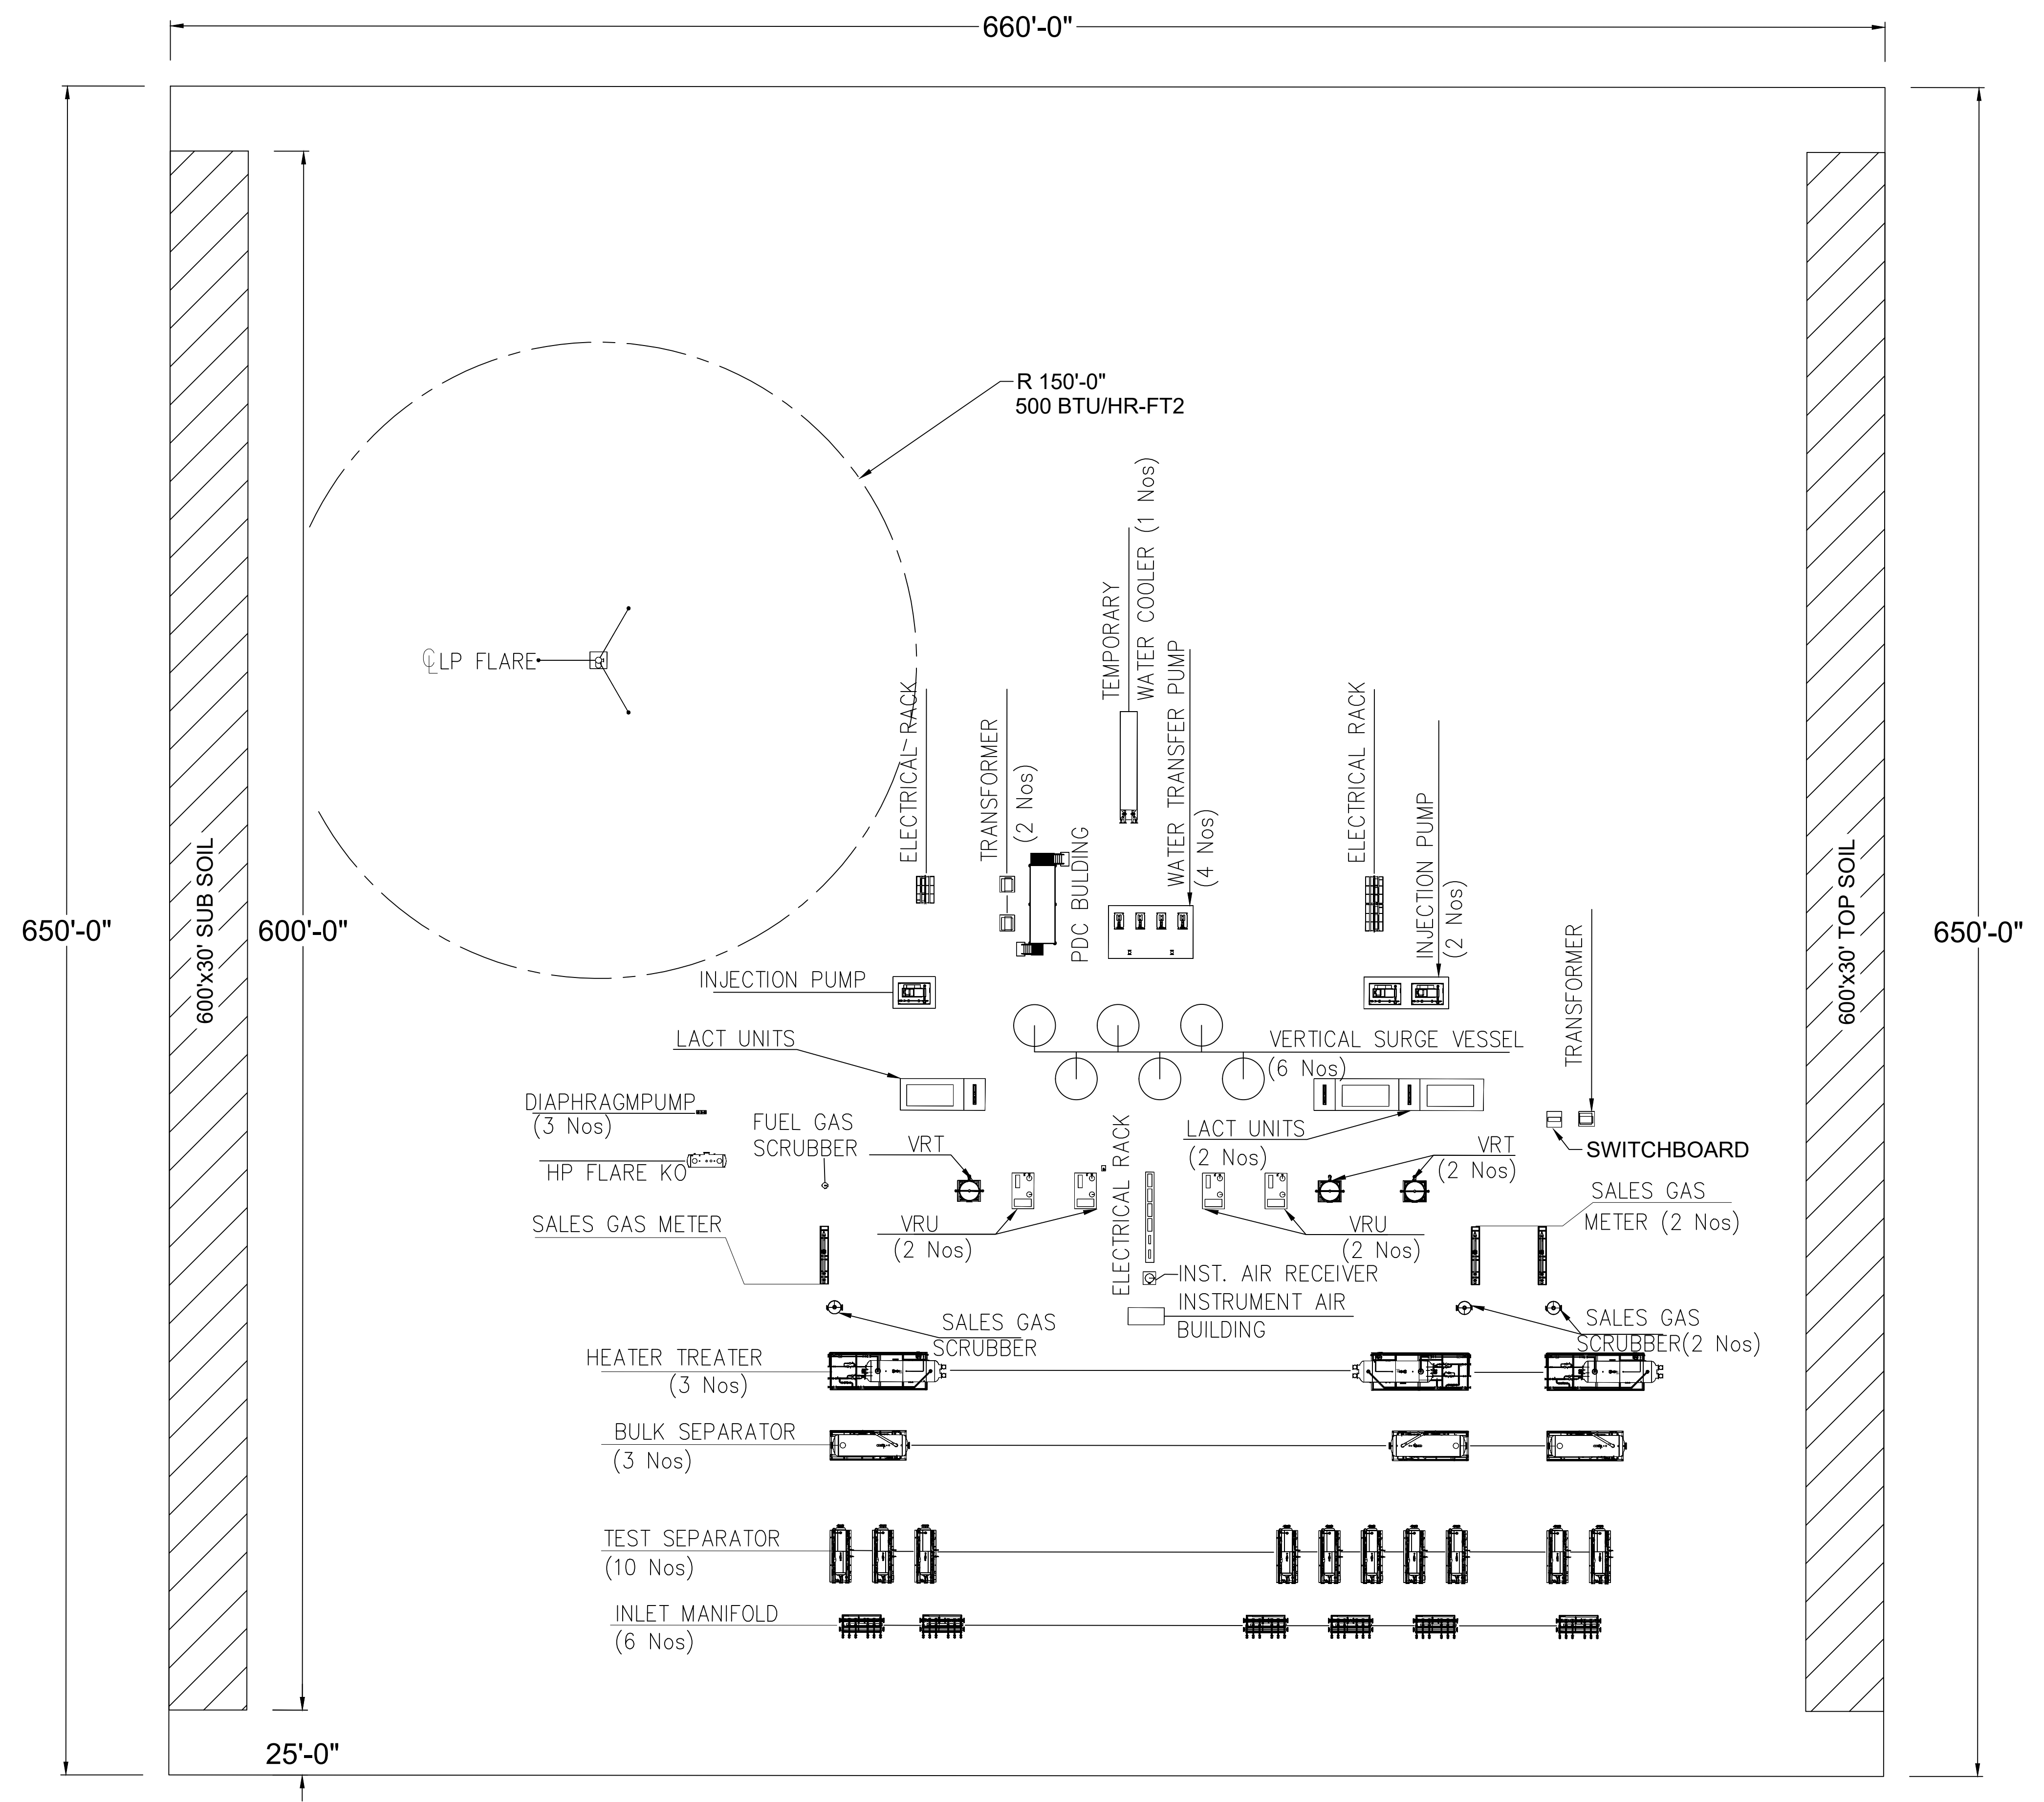 660'-0"
R 150'-0"
500 BTU/HR-FT2
TEMPORARY
WATER COOLER (1 Nos)
℄ LP FLARE
WATER TRANSFER PUMP
(4 Nos)
ELECTRICAL RACK
TRANSFORMER
(2 Nos)
PDC BULDING
ELECTRICAL RACK
INJECTION PUMP
(2 Nos)
600'x30' SUB SOIL
600'x30' TOP SOIL
650'-0"
600'-0"
650'-0"
INJECTION PUMP
TRANSFORMER
LACT UNITS
VERTICAL SURGE VESSEL
(6 Nos)
DIAPHRAGMPUMP
(3 Nos)
FUEL GAS
SCRUBBER
VRT
ELECTRICAL RACK
LACT UNITS
(2 Nos)
VRT
(2 Nos)
SWITCHBOARD
HP FLARE KO
SALES GAS
METER (2 Nos)
SALES GAS METER
VRU
(2 Nos)
VRU
(2 Nos)
INST. AIR RECEIVER
INSTRUMENT AIR
BUILDING
SALES GAS
SCRUBBER
SALES GAS
SCRUBBER(2 Nos)
HEATER TREATER
(3 Nos)
BULK SEPARATOR
(3 Nos)
TEST SEPARATOR
(10 Nos)
INLET MANIFOLD
(6 Nos)
25'-0"